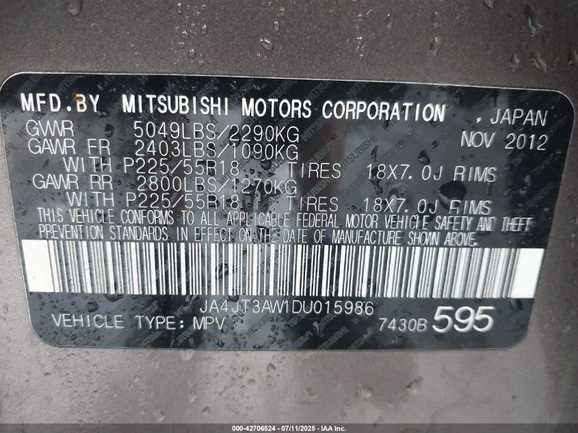 MFD.BY MITSUBISHI MOTORS CORPORATION , JAPAN
GVWR 5049LBS/2290KG NOV 2012
GAWR FR 2403LBS/1090KG
WITH P225/55R18 TIRES 18X7.0J RIMS
GAWR RR 2800LBS/1270KG
WITH P225/55R18 TIRES 18X7.0J RIMS
THIS VEHICLE CONFORMS TO ALL APPLICABLE FEDERAL MOTOR VEHICLE SAFETY AND THEFT
PREVENTION STANDARDS IN EFFECT ON THE DATE OF MANUFACTURE SHOWN ABOVE.
JA4JT3AW1DU015986
VEHICLE TYPE: MPV 7430B 595
000-42706524 - 07/11/2025 - IAAI.COM